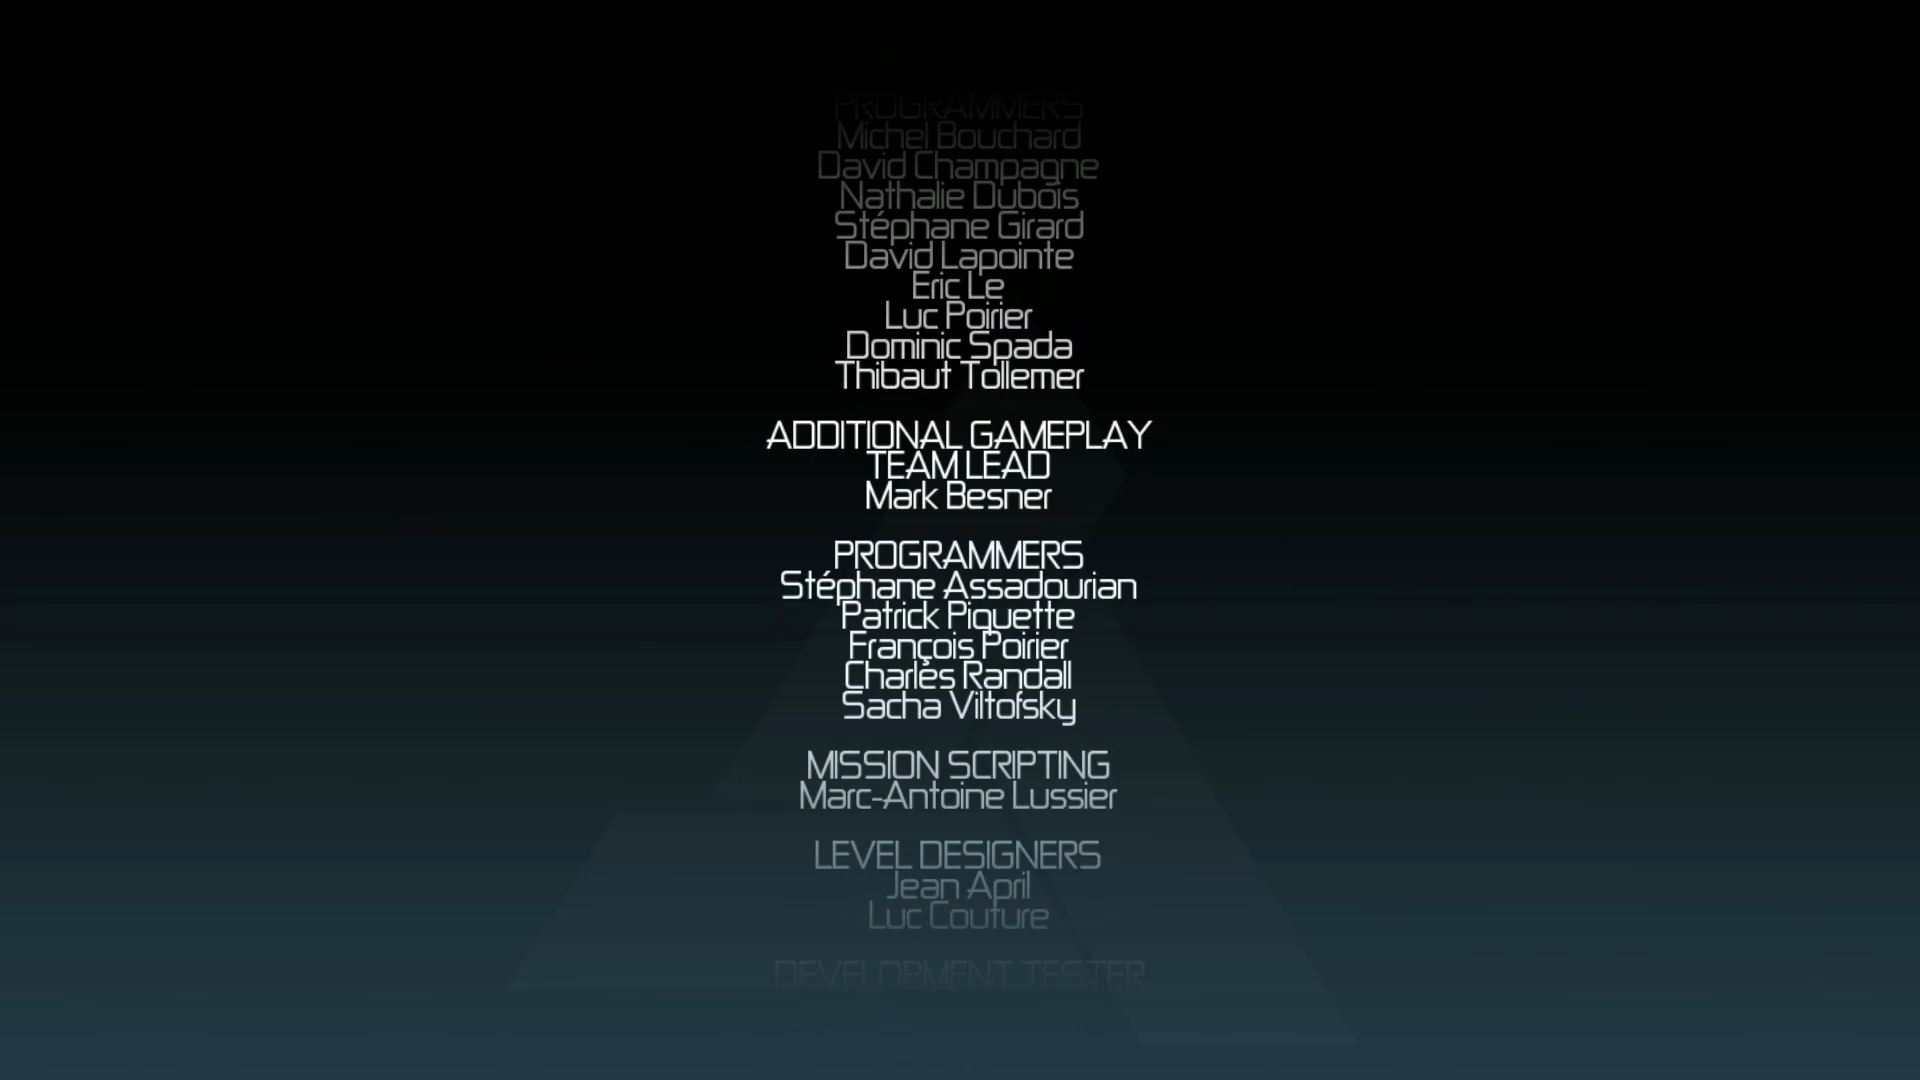 PROGRAMMERS
Michel Bouchard
David Champagne
Nathalie Dubois
Stéphane Girard
David Lapointe
Eric Le
Luc Poirier
Dominic Spada
Thibaut Tollemer
ADDITIONAL GAMEPLAY
TEAM LEAD
Mark Besner
PROGRAMMERS
Stéphane Assadourian
Patrick Piquette
François Poirier
Charles Randall
Sacha Viltofsky
MISSION SCRIPTING
Marc-Antoine Lussier
LEVEL DESIGNERS
Jean April
Luc Couture
DEVELOPMENT TESTER